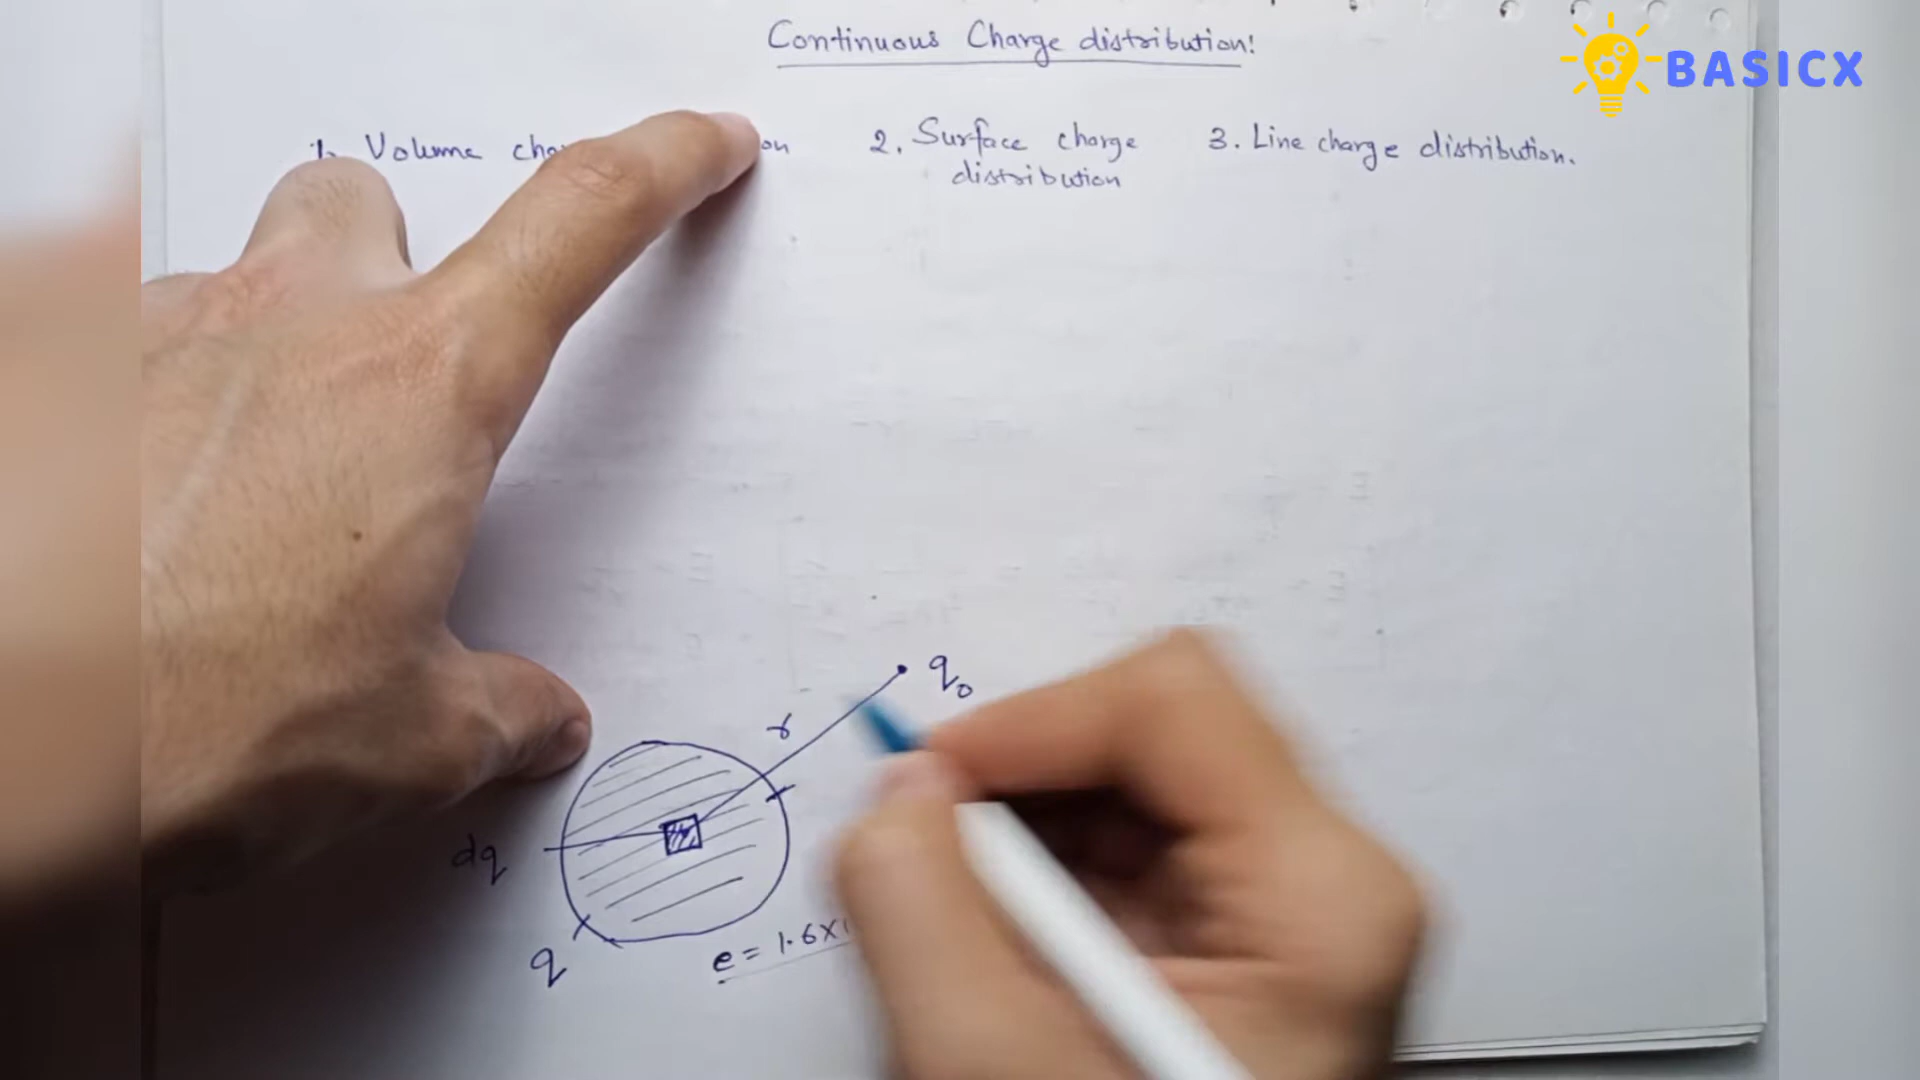 Continuous Charge distribution!
BASICX
1. Volume
2. Surface charge
distribution
3. Line charge distribution.
q₀
r
dq
q
e = 1.6×